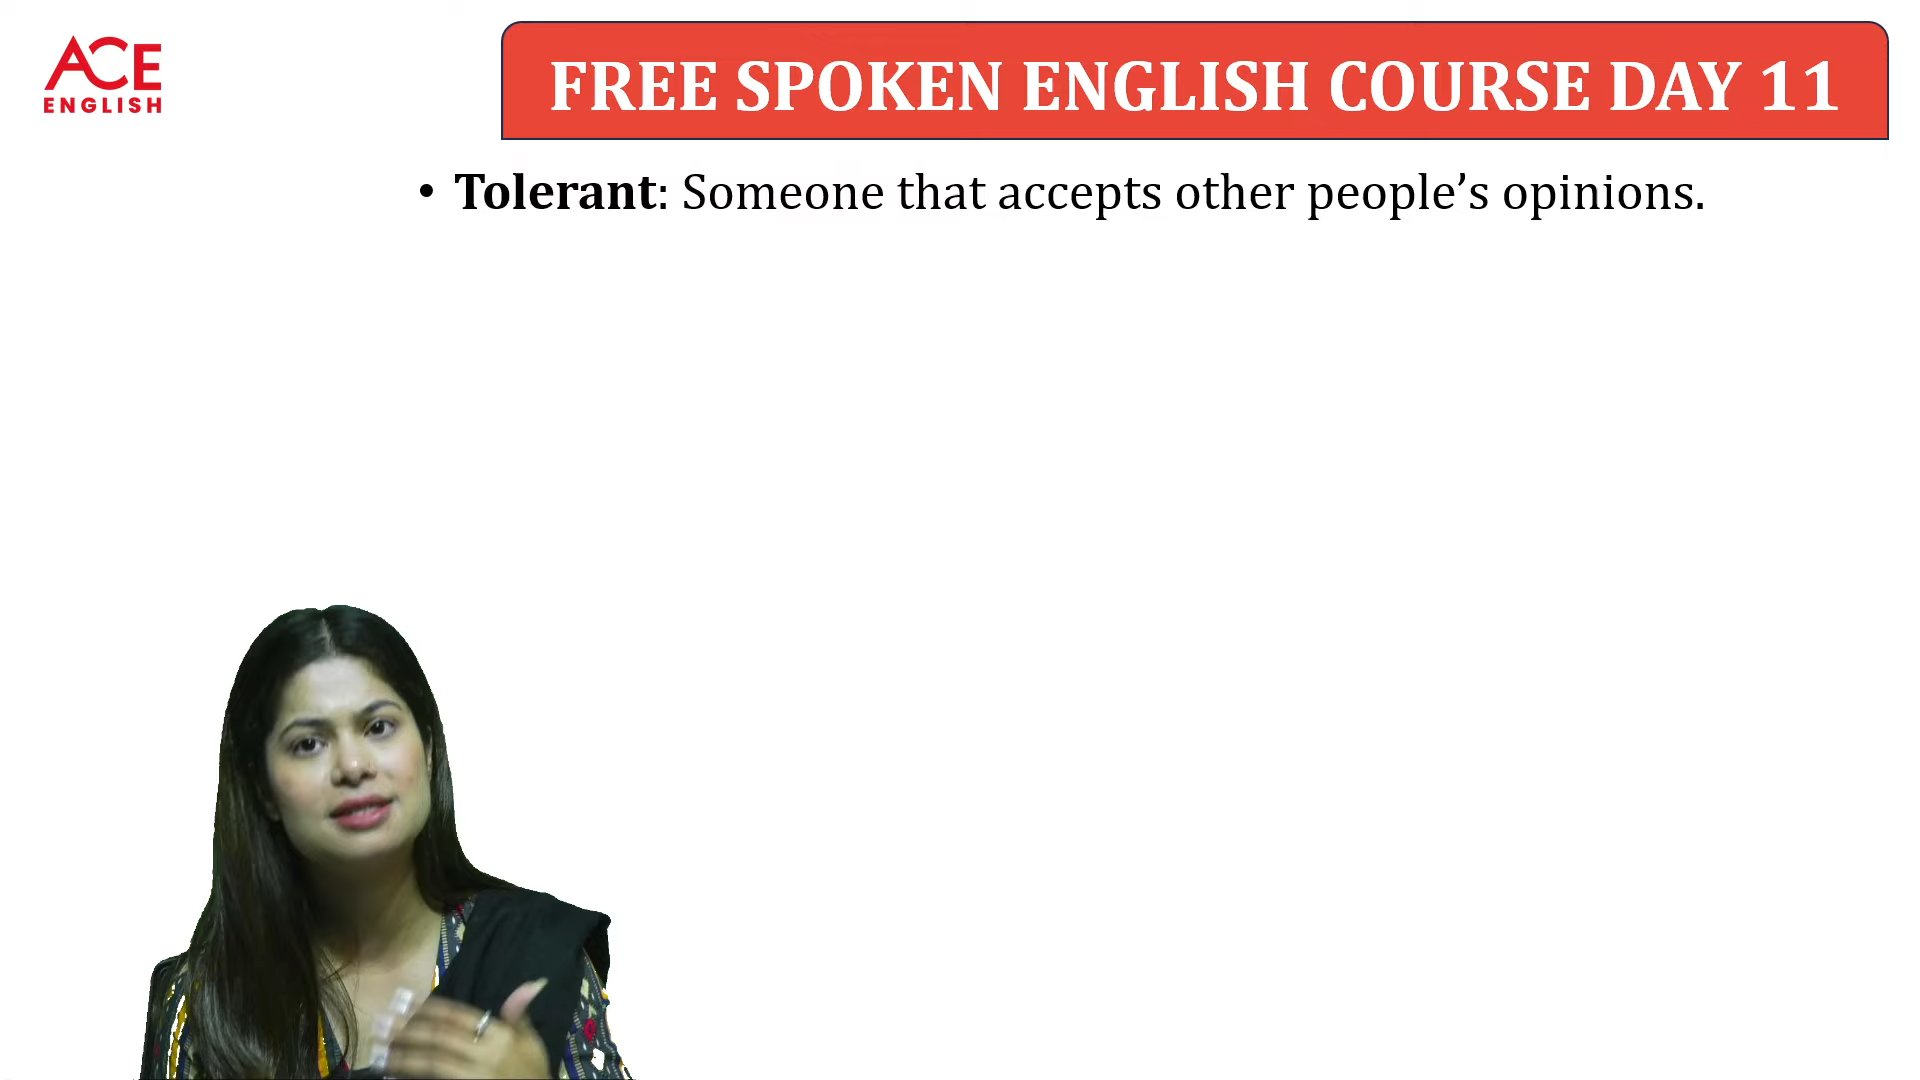 ACE
ENGLISH
FREE SPOKEN ENGLISH COURSE DAY 11
• Tolerant: Someone that accepts other people’s opinions.